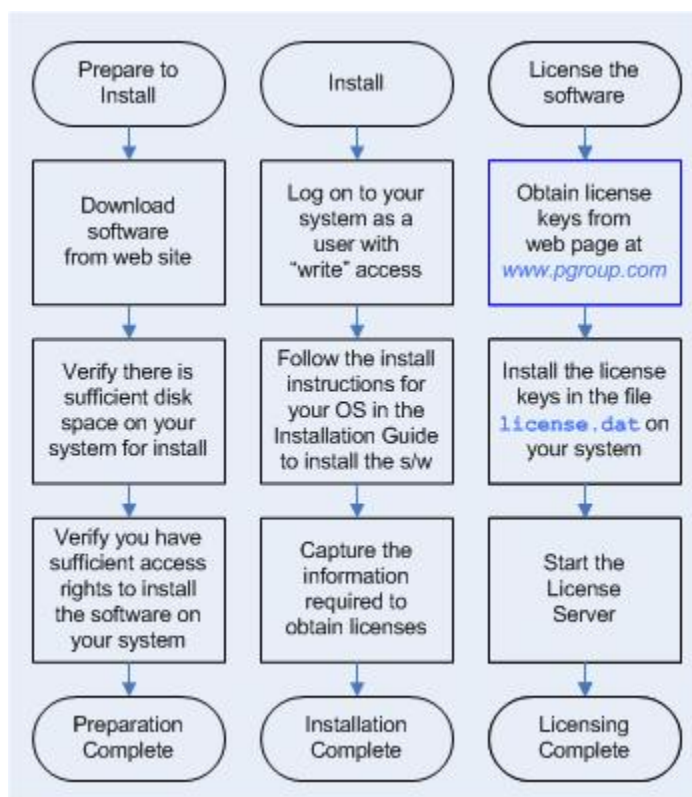 Prepare to
Install
Download
software
from web site
Verify there is
sufficient disk
space on your
system for install
Verify you have
sufficient access
rights to install
the software on
your system
Preparation
Complete
Install
Log on to your
system as a
user with
“write” access
Follow the install
instructions for
your OS in the
Installation Guide
to install the s/w
Capture the
information
required to
obtain licenses
Installation
Complete
License the
software
Obtain license
keys from
web page at
www.pgroup.com
Install the license
keys in the file
license.dat on
your system
Start the
License
Server
Licensing
Complete